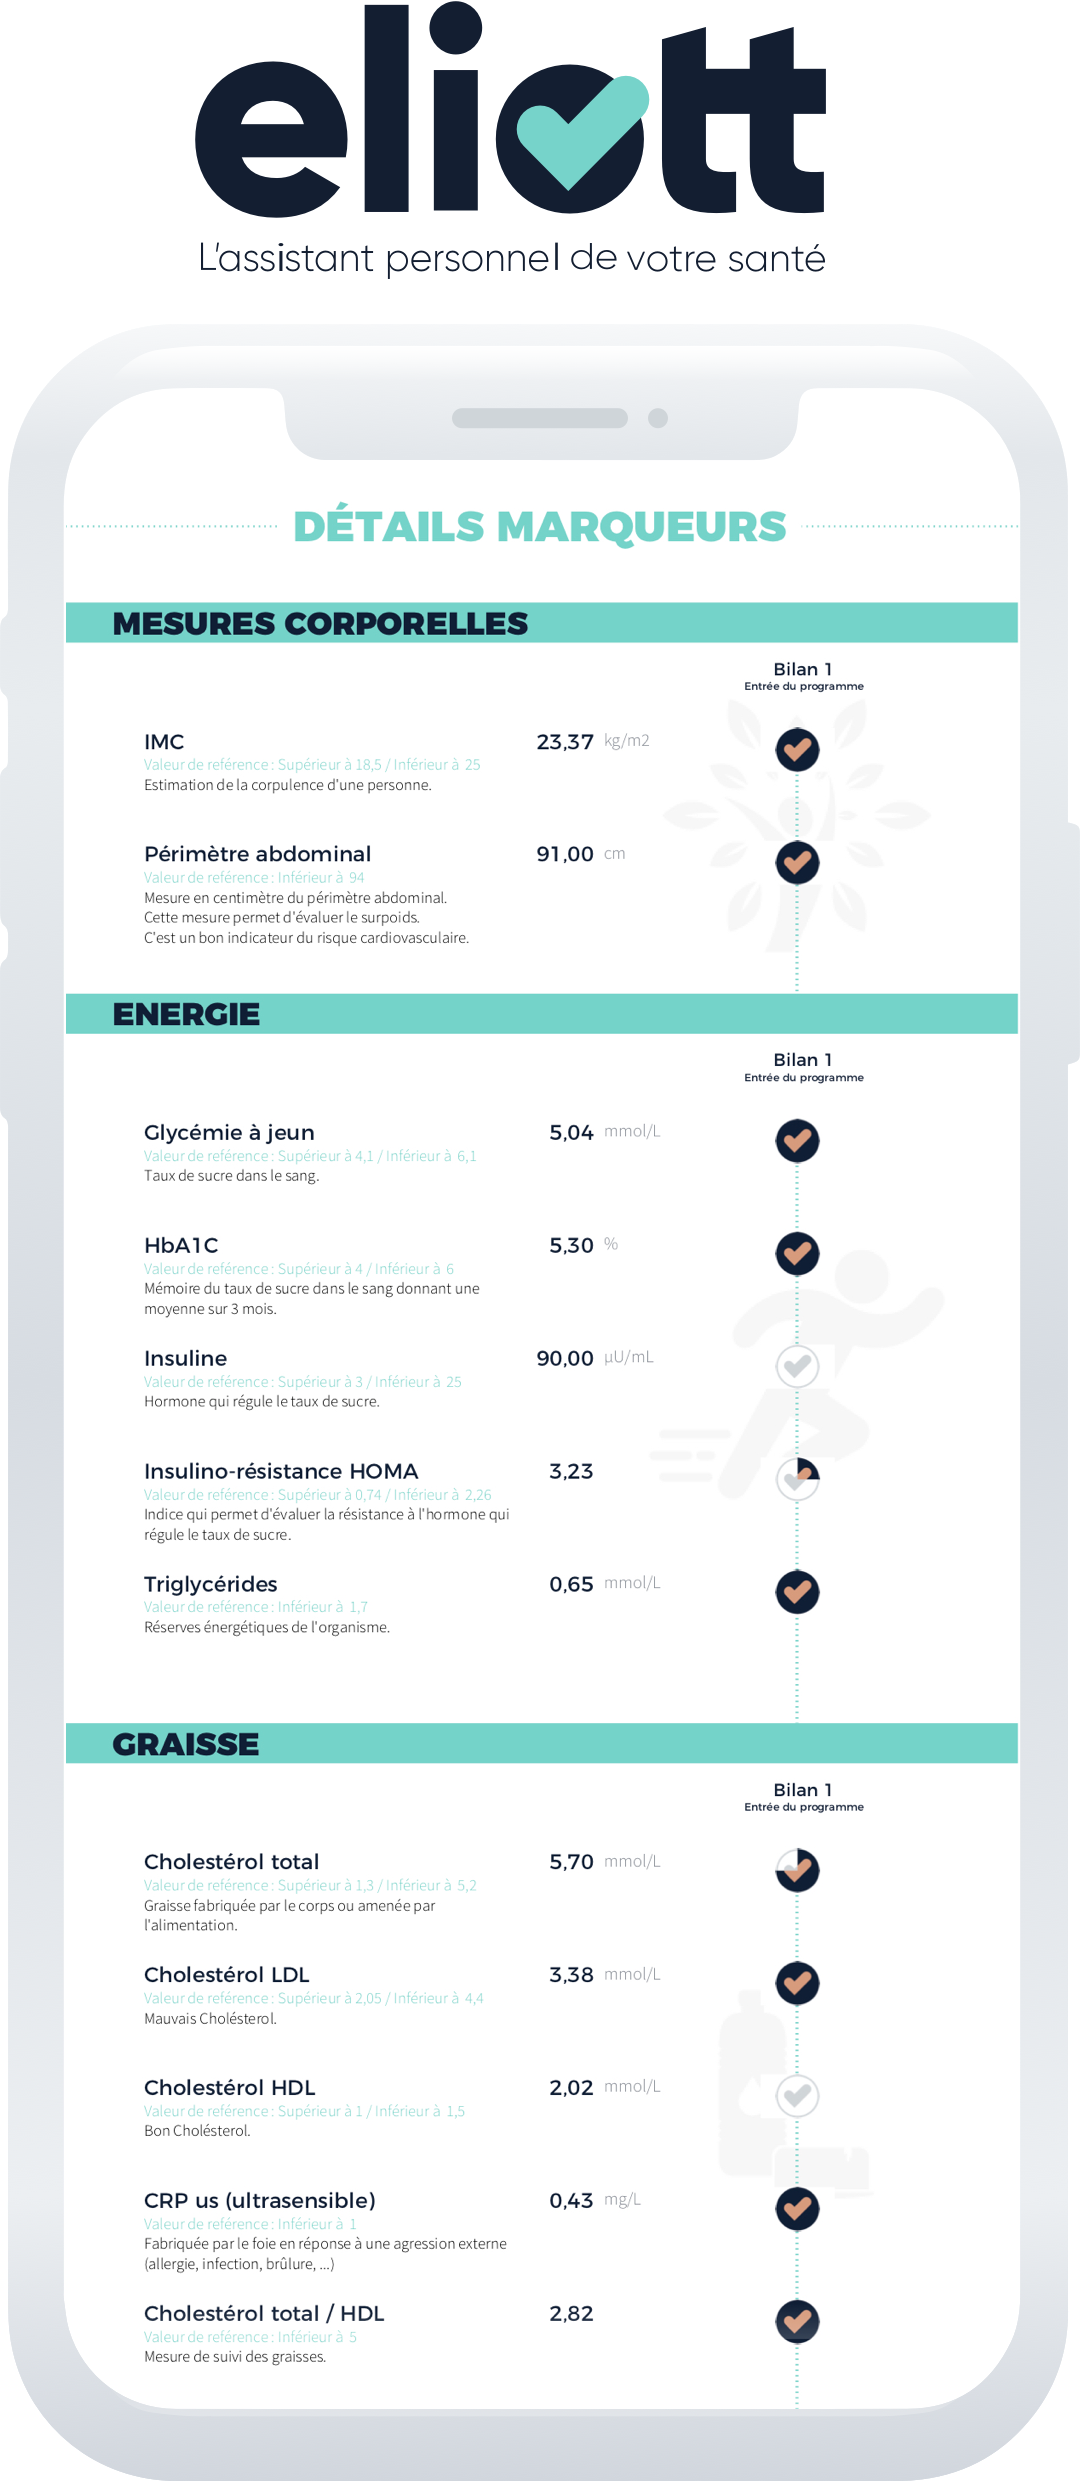 eliott
L'assistant personnel de votre santé
DÉTAILS MARQUEURS
MESURES CORPORELLES
Bilan 1
Entrée du programme
IMC 23,37 kg/m2
Valeur de reférence : Supérieur à 18,5 / Inférieur à 25
Estimation de la corpulence d'une personne.
Périmètre abdominal 91,00 cm
Valeur de reférence : Inférieur à 94
Mesure en centimètre du périmètre abdominal.
Cette mesure permet d'évaluer le surpoids.
C'est un bon indicateur du risque cardiovasculaire.
ENERGIE
Bilan 1
Entrée du programme
Glycémie à jeun 5,04 mmol/L
Valeur de reférence : Supérieur à 4,1 / Inférieur à 6,1
Taux de sucre dans le sang.
HbA1C 5,30 %
Valeur de reférence : Supérieur à 4 / Inférieur à 6
Mémoire du taux de sucre dans le sang donnant une
moyenne sur 3 mois.
Insuline 90,00 µU/mL
Valeur de reférence : Supérieur à 3 / Inférieur à 25
Hormone qui régule le taux de sucre.
Insulino-résistance HOMA 3,23
Valeur de reférence : Supérieur à 0,74 / Inférieur à 2,26
Indice qui permet d'évaluer la résistance à l'hormone qui
régule le taux de sucre.
Triglycérides 0,65 mmol/L
Valeur de reférence : Inférieur à 1,7
Réserves énergétiques de l'organisme.
GRAISSE
Bilan 1
Entrée du programme
Cholestérol total 5,70 mmol/L
Valeur de reférence : Supérieur à 1,3 / Inférieur à 5,2
Graisse fabriquée par le corps ou amenée par
l'alimentation.
Cholestérol LDL 3,38 mmol/L
Valeur de reférence : Supérieur à 2,05 / Inférieur à 4,4
Mauvais Cholésterol.
Cholestérol HDL 2,02 mmol/L
Valeur de reférence : Supérieur à 1 / Inférieur à 1,5
Bon Cholésterol.
CRP us (ultrasensible) 0,43 mg/L
Valeur de reférence : Inférieur à 1
Fabriquée par le foie en réponse à une agression externe
(allergie, infection, brûlure, ...)
Cholestérol total / HDL 2,82
Valeur de reférence : Inférieur à 5
Mesure de suivi des graisses.